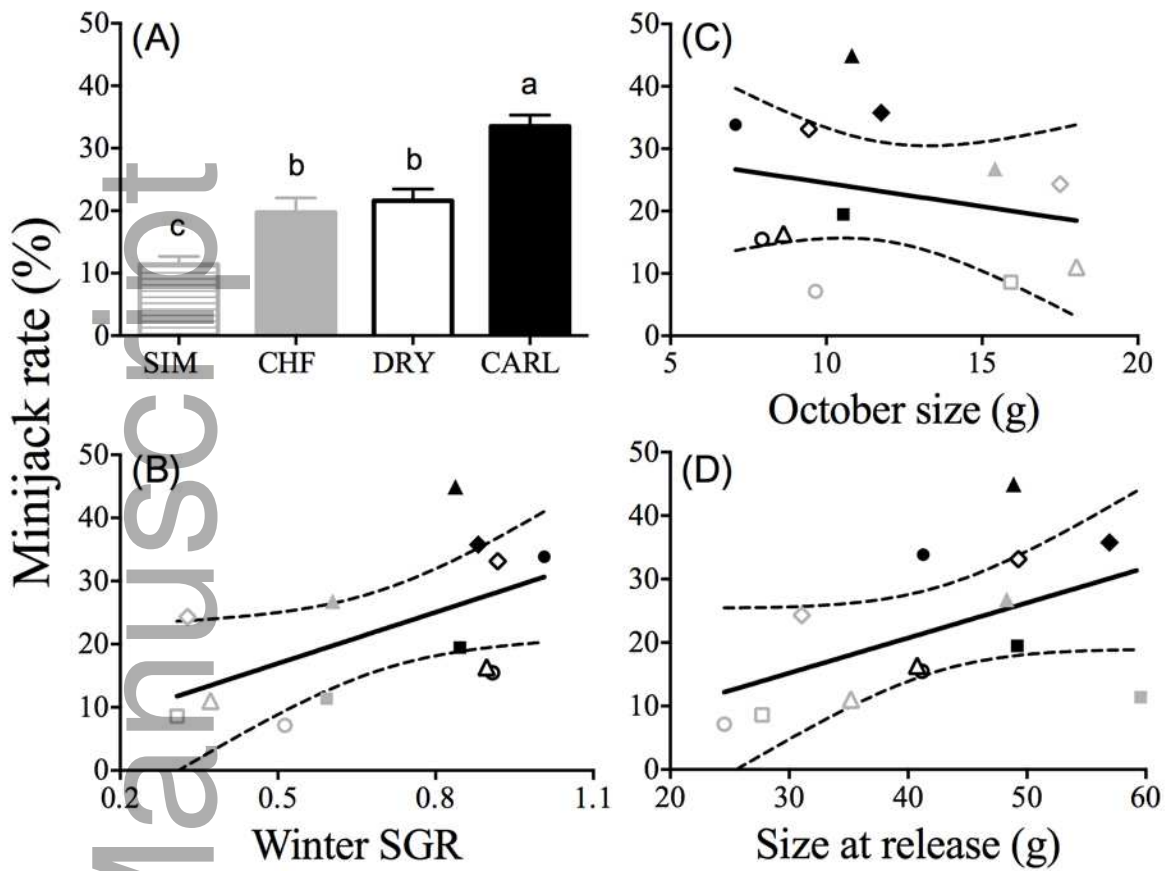 Manuscript
Minijack rate (%)
(A)
50
40
30
20
10
0
c
b
b
a
SIM CHF DRY CARL
(C)
50
40
30
20
10
0
5 10 15 20
October size (g)
(B)
50
40
30
20
10
0
0.2 0.5 0.8 1.1
Winter SGR
(D)
50
40
30
20
10
0
20 30 40 50 60
Size at release (g)